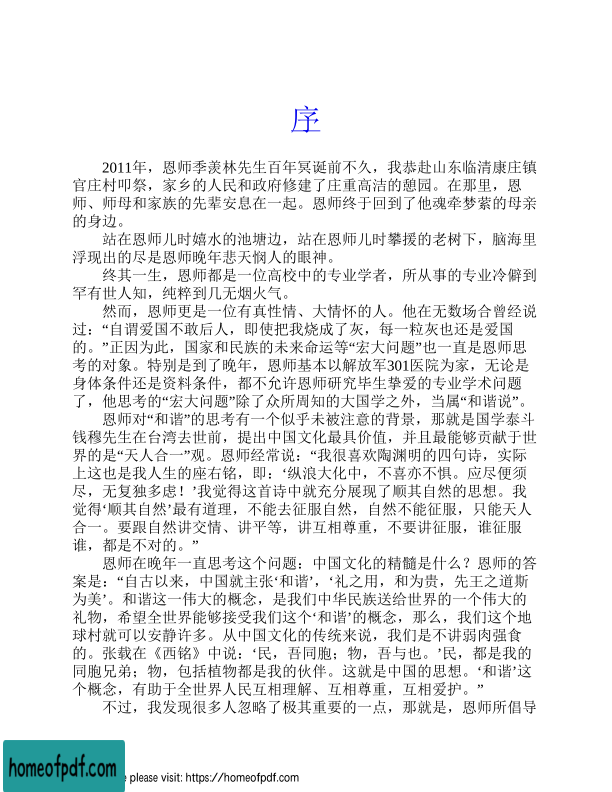 序
2011年，恩师季羡林先生百年冥诞前不久，我恭赴山东临清康庄镇
官庄村叩祭，家乡的人民和政府修建了庄重高洁的憩园。在那里，恩
师、师母和家族的先辈安息在一起。恩师终于回到了他魂牵梦萦的母亲
的身边。
站在恩师儿时嬉水的池塘边，站在恩师儿时攀援的老树下，脑海里
浮现出的尽是恩师晚年悲天悯人的眼神。
终其一生，恩师都是一位高校中的专业学者，所从事的专业冷僻到
罕有世人知，纯粹到几无烟火气。
然而，恩师更是一位有真性情、大情怀的人。他在无数场合曾经说
过：“自谓爱国不敢后人，即使把我烧成了灰，每一粒灰也还是爱国
的。”正因为此，国家和民族的未来命运等“宏大问题”也一直是恩师思
考的对象。特别是到了晚年，恩师基本以解放军301医院为家，无论是
身体条件还是资料条件，都不允许恩师研究毕生挚爱的专业学术问题
了，他思考的“宏大问题”除了众所周知的大国学之外，当属“和谐说”。
恩师对“和谐”的思考有一个似乎未被注意的背景，那就是国学泰斗
钱穆先生在台湾去世前，提出中国文化最具价值，并且最能够贡献于世
界的是“天人合一”观。恩师经常说：“我很喜欢陶渊明的四句诗，实际
上这也是我人生的座右铭，即：‘纵浪大化中，不喜亦不惧。应尽便须
尽，无复独多虑！’我觉得这首诗中就充分展现了顺其自然的思想。我
觉得‘顺其自然’最有道理，不能去征服自然，自然不能征服，只能天人
合一。要跟自然讲交情、讲平等，讲互相尊重，不要讲征服，谁征服
谁，都是不对的。”
恩师在晚年一直思考这个问题：中国文化的精髓是什么？恩师的答
案是：“自古以来，中国就主张‘和谐’，‘礼之用，和为贵，先王之道斯
为美’。和谐这一伟大的概念，是我们中华民族送给世界的一个伟大的
礼物，希望全世界能够接受我们这个‘和谐’的概念，那么，我们这个地
球村就可以安静许多。从中国文化的传统来说，我们是不讲弱肉强食
的。张载在《西铭》中说：‘民，吾同胞；物，吾与也。’民，都是我的
同胞兄弟；物，包括植物都是我的伙伴。这就是中国的思想。‘和谐’这
个概念，有助于全世界人民互相理解、互相尊重，互相爱护。”
不过，我发现很多人忽略了极其重要的一点，那就是，恩师所倡导
homeofpdf.com
please visit: https://homeofpdf.com